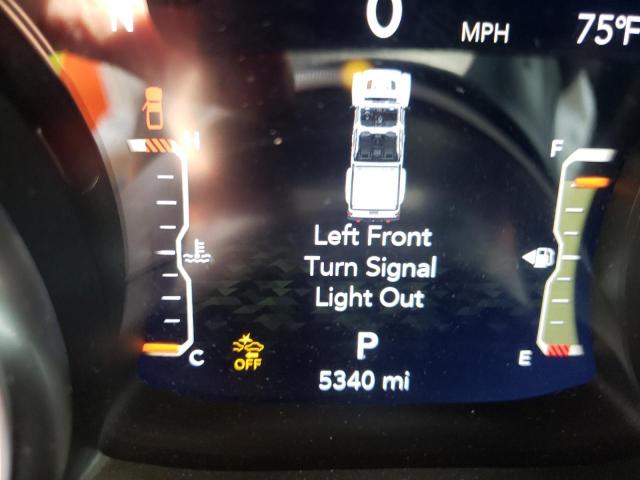 N
0
MPH
75°F
H
F
Left Front
Turn Signal
Light Out
OFF
C
P
E
5340 mi